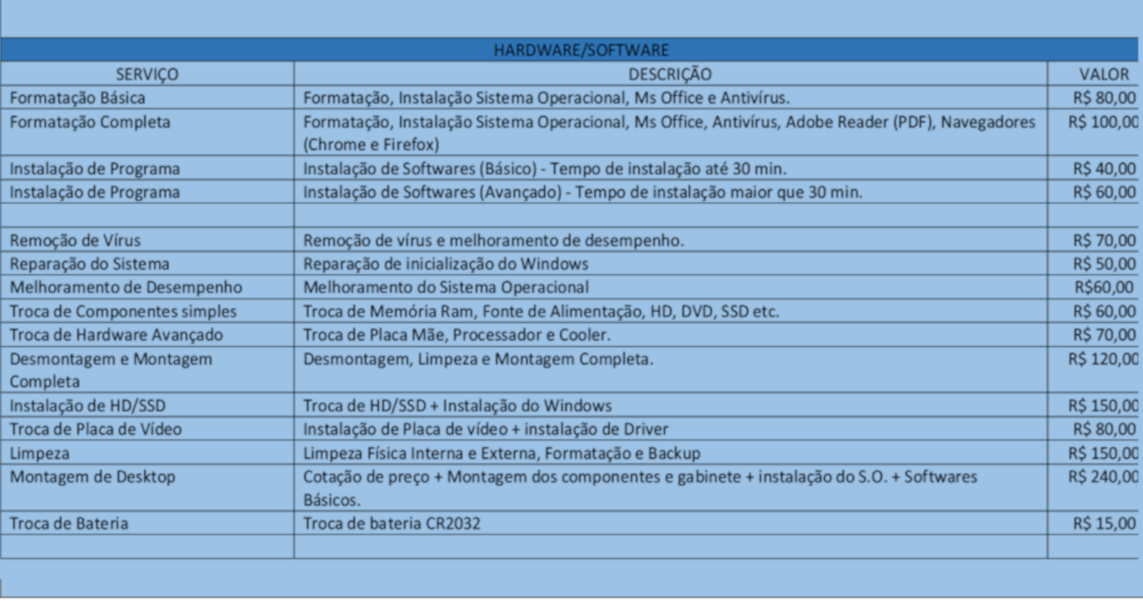 HARDWARE/SOFTWARE
SERVIÇO DESCRIÇÃO VALOR
Formatação Básica Formatação, Instalação Sistema Operacional, Ms Office e Antivírus. R$ 80,00
Formatação Completa Formatação, Instalação Sistema Operacional, Ms Office, Antivírus, Adobe Reader (PDF), Navegadores R$ 100,00
(Chrome e Firefox)
Instalação de Programa Instalação de Softwares (Básico) - Tempo de instalação até 30 min. R$ 40,00
Instalação de Programa Instalação de Softwares (Avançado) - Tempo de instalação maior que 30 min. R$ 60,00
Remoção de Vírus Remoção de vírus e melhoramento de desempenho. R$ 70,00
Reparação do Sistema Reparação de inicialização do Windows R$ 50,00
Melhoramento de Desempenho Melhoramento do Sistema Operacional R$60,00
Troca de Componentes simples Troca de Memória Ram, Fonte de Alimentação, HD, DVD, SSD etc. R$ 60,00
Troca de Hardware Avançado Troca de Placa Mãe, Processador e Cooler. R$ 70,00
Desmontagem e Montagem Desmontagem, Limpeza e Montagem Completa. R$ 120,00
Completa
Instalação de HD/SSD Troca de HD/SSD + Instalação do Windows R$ 150,00
Troca de Placa de Vídeo Instalação de Placa de vídeo + instalação de Driver R$ 80,00
Limpeza Limpeza Física Interna e Externa, Formatação e Backup R$ 150,00
Montagem de Desktop Cotação de preço + Montagem dos componentes e gabinete + instalação do S.O. + Softwares R$ 240,00
Básicos.
Troca de Bateria Troca de bateria CR2032 R$ 15,00